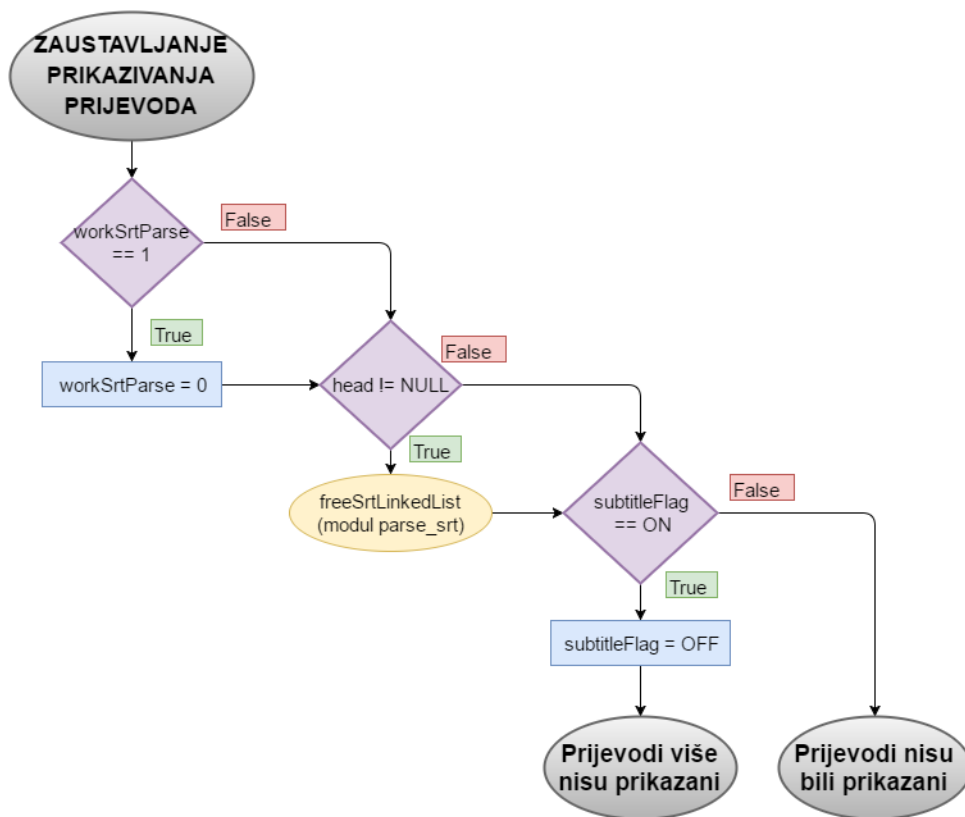 ZAUSTAVLJANJE
PRIKAZIVANJA
PRIJEVODA
workSrtParse
== 1
False
True
workSrtParse = 0
head != NULL
False
True
freeSrtLinkedList
(modul parse_srt)
subtitleFlag
== ON
False
True
subtitleFlag = OFF
Prijevodi više
nisu prikazani
Prijevodi nisu
bili prikazani